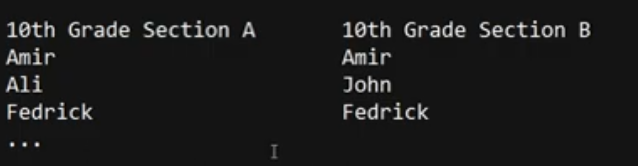 10th Grade Section A
Amir
Ali
Fedrick
...
10th Grade Section B
Amir
John
Fedrick